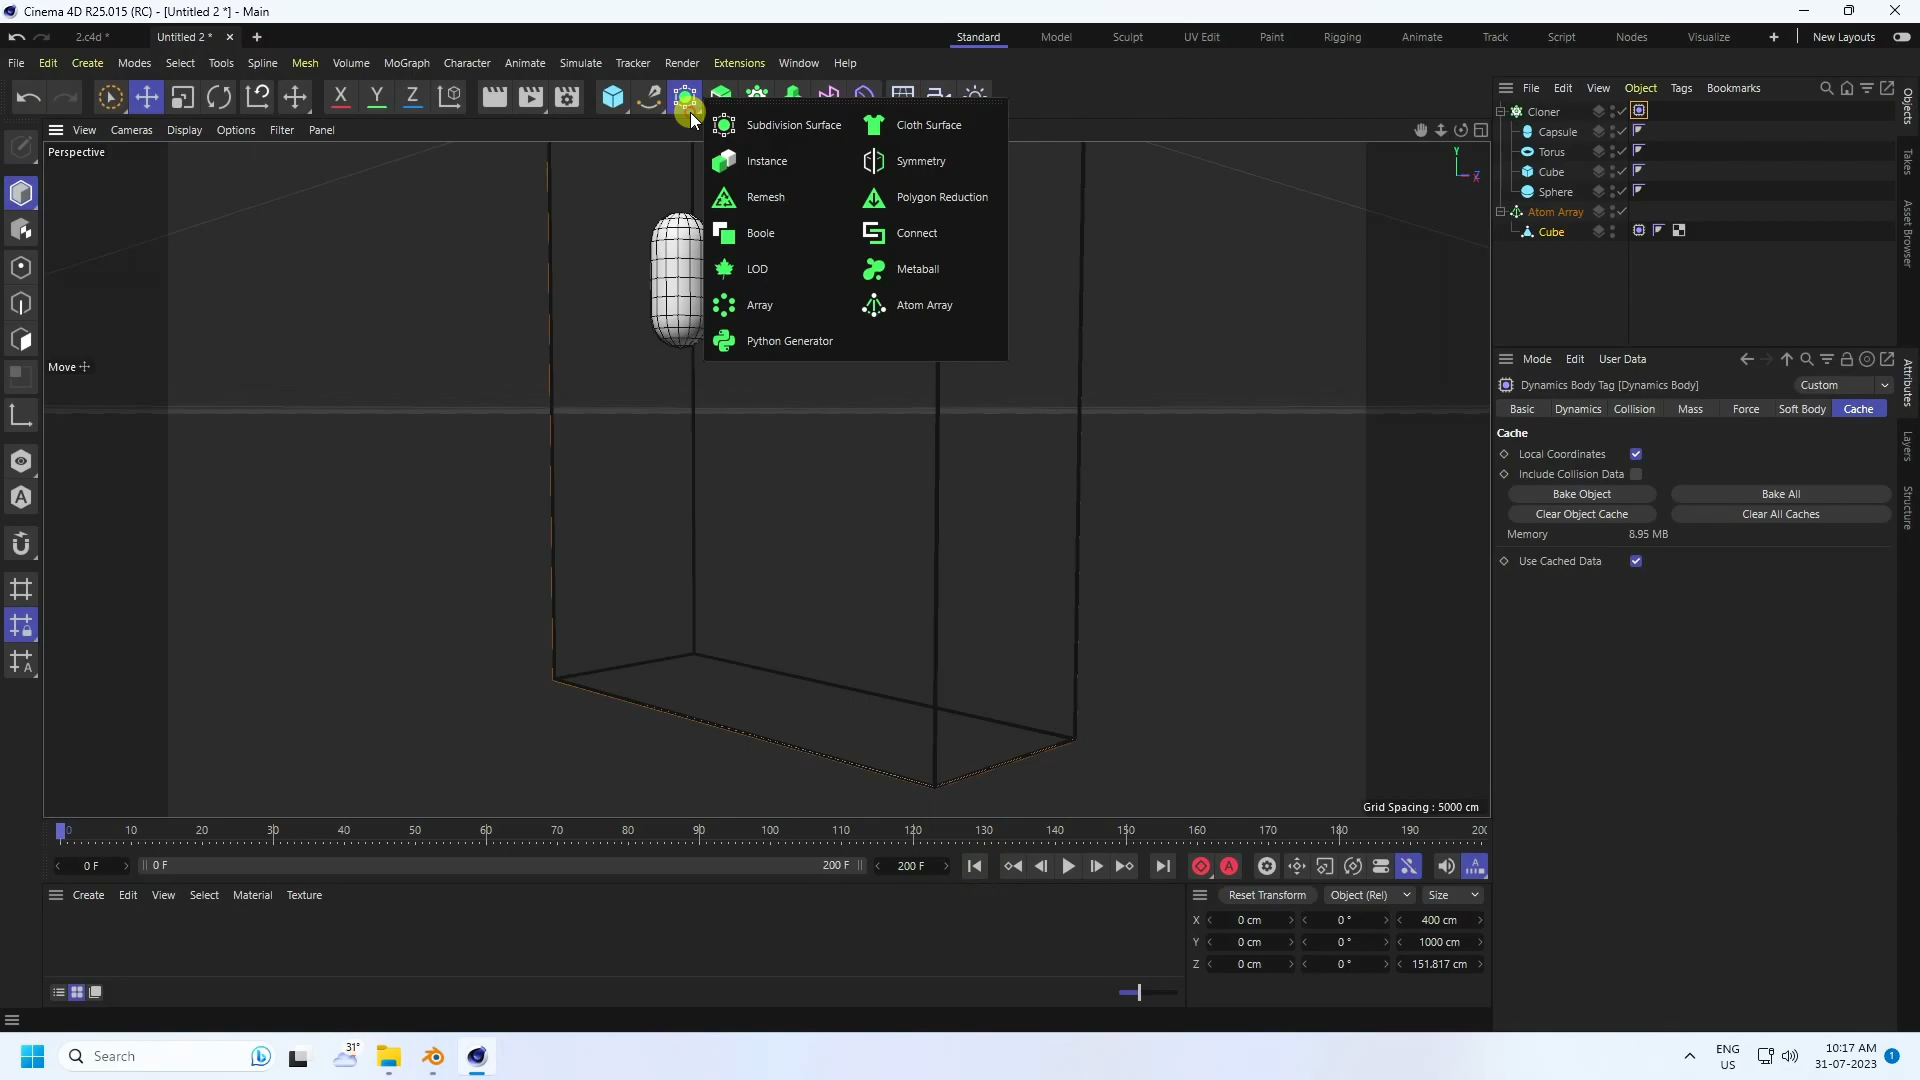 Cinema 4D R25.015 (RC) - [Untitled 2 *] - Main
2.c4d *
Untitled 2 *
Standard
Model
Sculpt
UV Edit
Paint
Rigging
Animate
Track
Script
Nodes
Visualize
New Layouts
File Edit Create Modes Select Tools Spline Mesh Volume MoGraph Character Animate Simulate Tracker Render Extensions Window Help
X Y Z
File Edit View Object Tags Bookmarks
View Cameras Display Options Filter Panel
Perspective
Move
Subdivision Surface
Cloth Surface
Instance
Symmetry
Remesh
Polygon Reduction
Boole
Connect
LOD
Metaball
Array
Atom Array
Python Generator
Y
Z
Cloner
Capsule
Torus
Cube
Sphere
Atom Array
Cube
Objects
Takes
Asset Browser
Attributes
Layers
Structure
Mode Edit User Data
Dynamics Body Tag [Dynamics Body]
Custom
Basic Dynamics Collision Mass Force Soft Body Cache
Cache
Local Coordinates
Include Collision Data
Bake Object
Bake All
Clear Object Cache
Clear All Caches
Memory 8.95 MB
Use Cached Data
Grid Spacing : 5000 cm
0 10 20 30 40 50 60 70 80 90 100 110 120 130 140 150 160 170 180 190 200
0 F
0 F
200 F
200 F
Create Edit View Select Material Texture
Reset Transform
Object (Rel)
Size
X 0 cm 0 ° 400 cm
Y 0 cm 0 ° 1000 cm
Z 0 cm 0 ° 151.817 cm
Search
31°
ENG
US
10:17 AM
31-07-2023
1